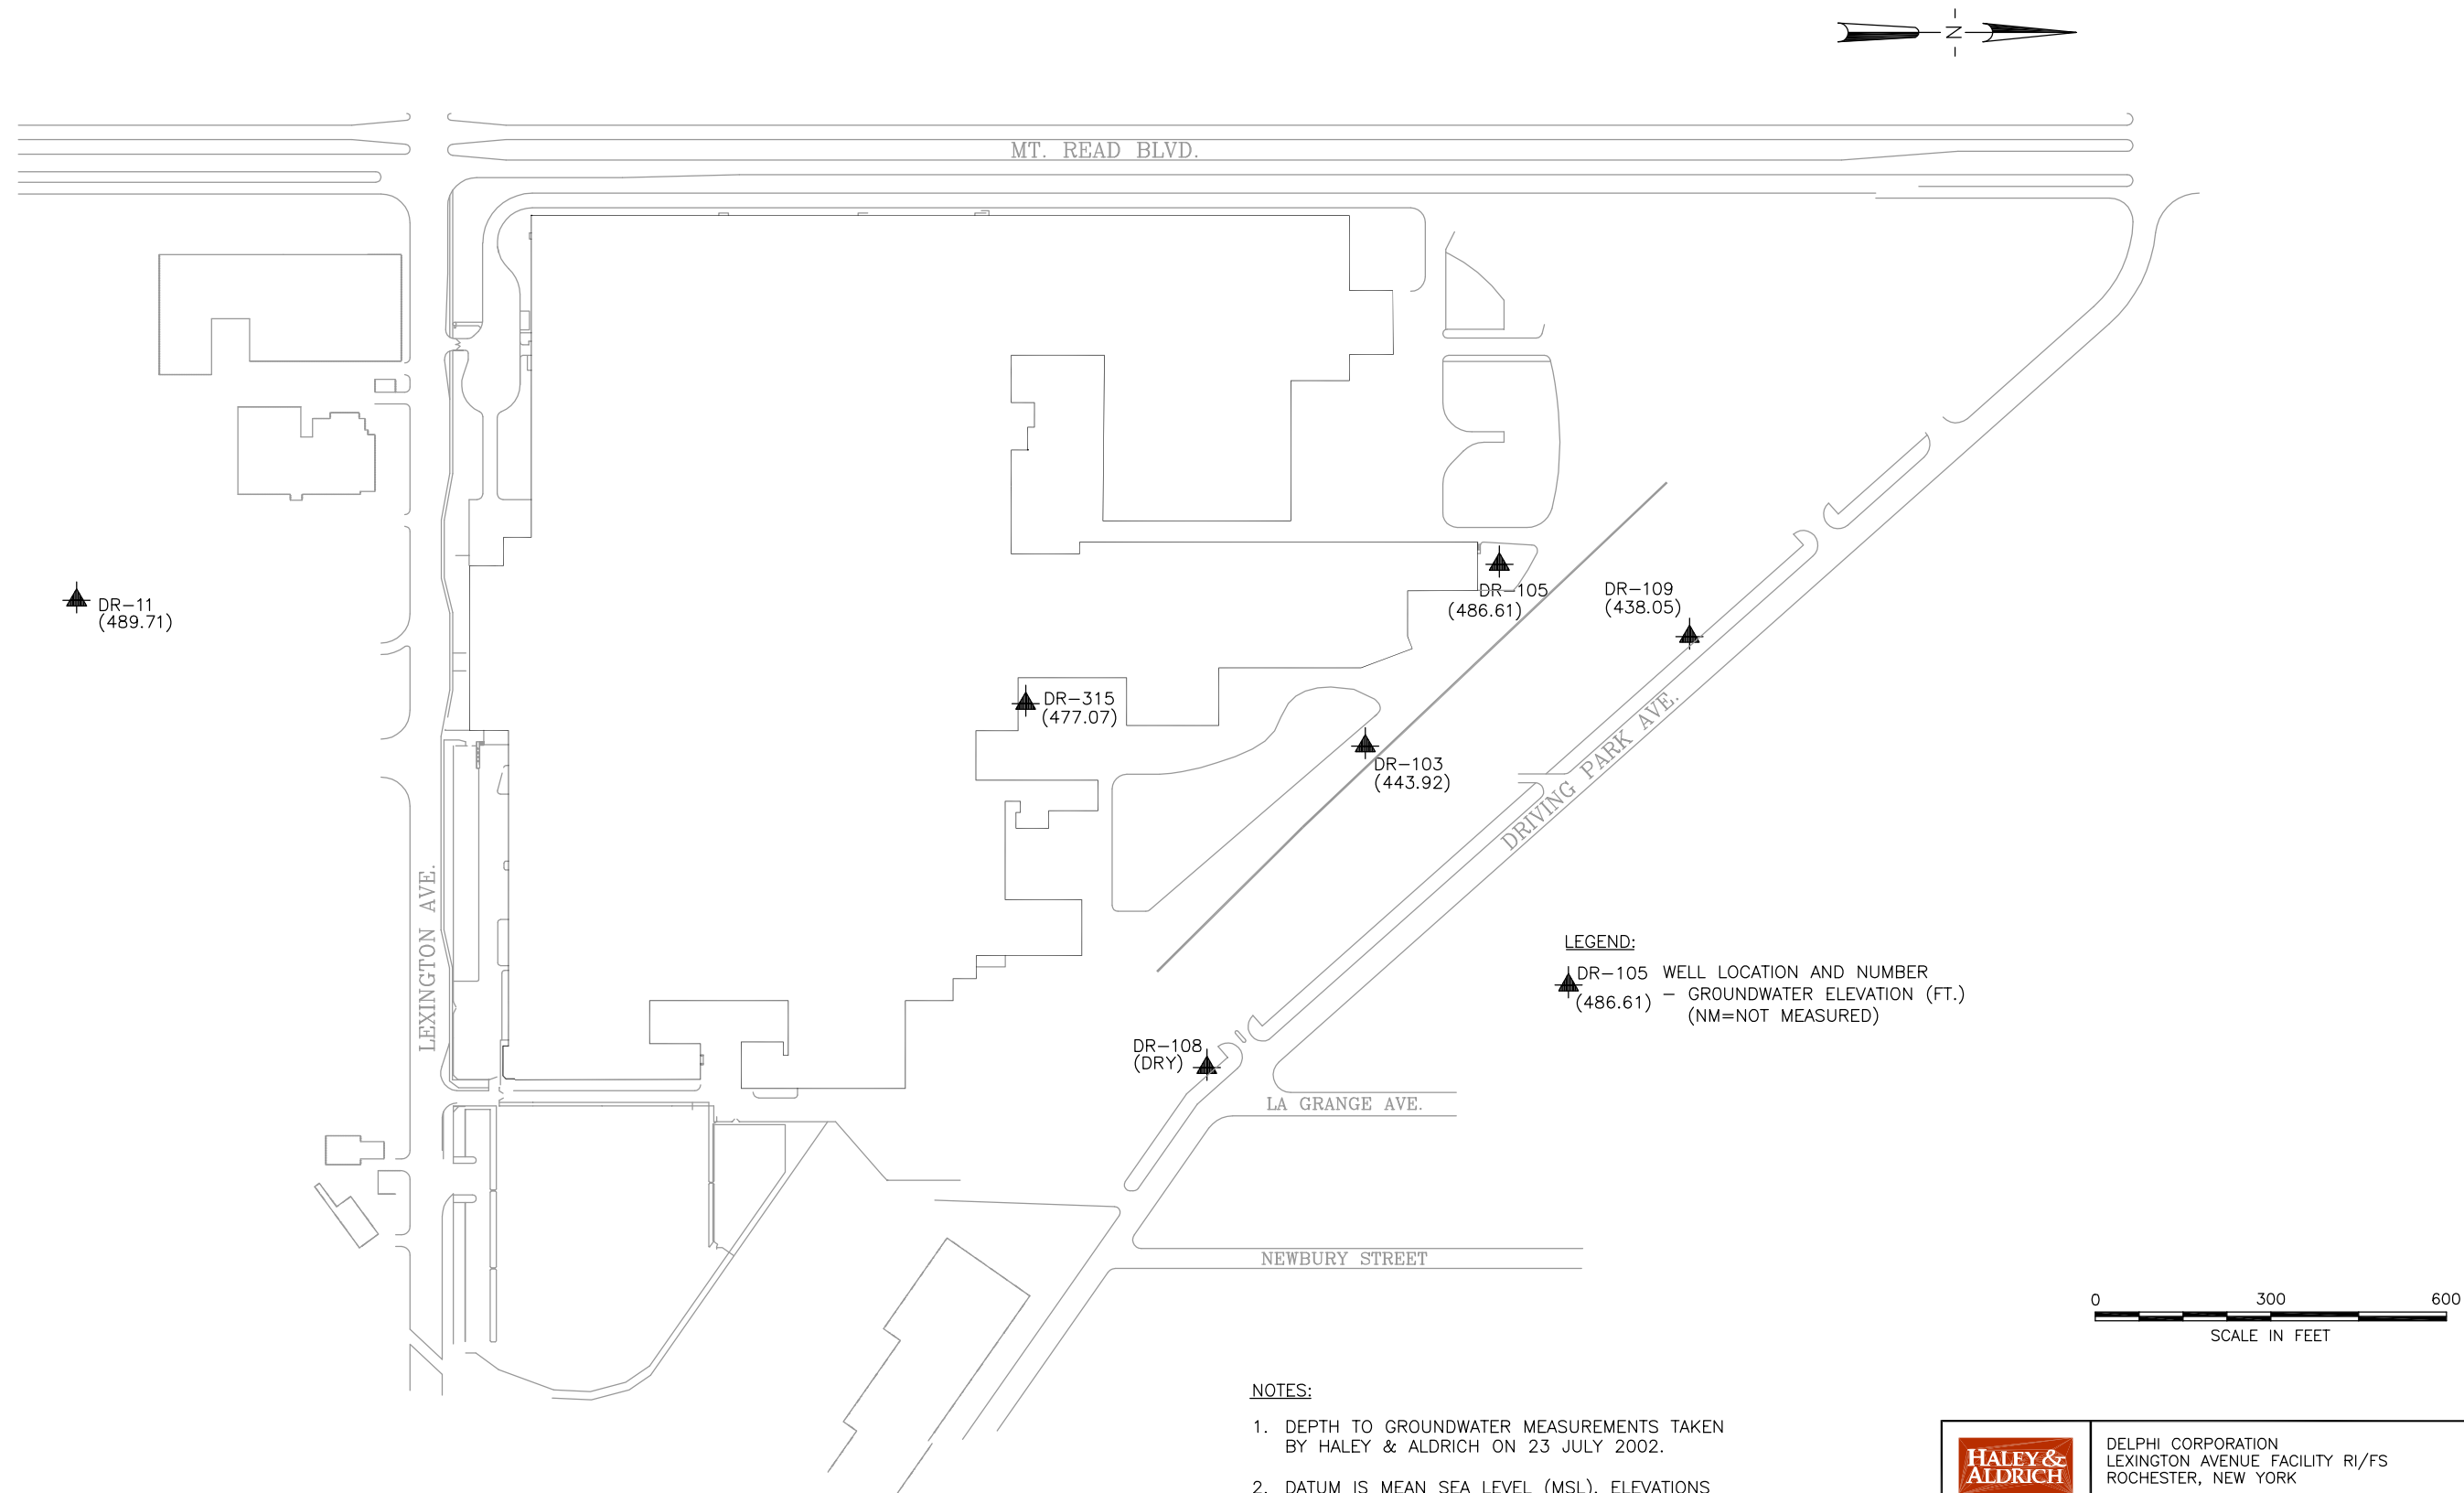 N
MT. READ BLVD.
DR-11
(489.71)
DR-105
(486.61)
DR-109
(438.05)
DR-315
(477.07)
DR-103
(443.92)
DRIVING PARK AVE.
LEXINGTON AVE.
LEGEND:
DR-105 WELL LOCATION AND NUMBER
(486.61) - GROUNDWATER ELEVATION (FT.)
(NM=NOT MEASURED)
DR-108
(DRY)
LA GRANGE AVE.
NEWBURY STREET
0 300 600
SCALE IN FEET
NOTES:
1. DEPTH TO GROUNDWATER MEASUREMENTS TAKEN
BY HALEY & ALDRICH ON 23 JULY 2002.
2. DATUM IS MEAN SEA LEVEL (MSL). ELEVATIONS
HALEY &
ALDRICH
DELPHI CORPORATION
LEXINGTON AVENUE FACILITY RI/FS
ROCHESTER, NEW YORK